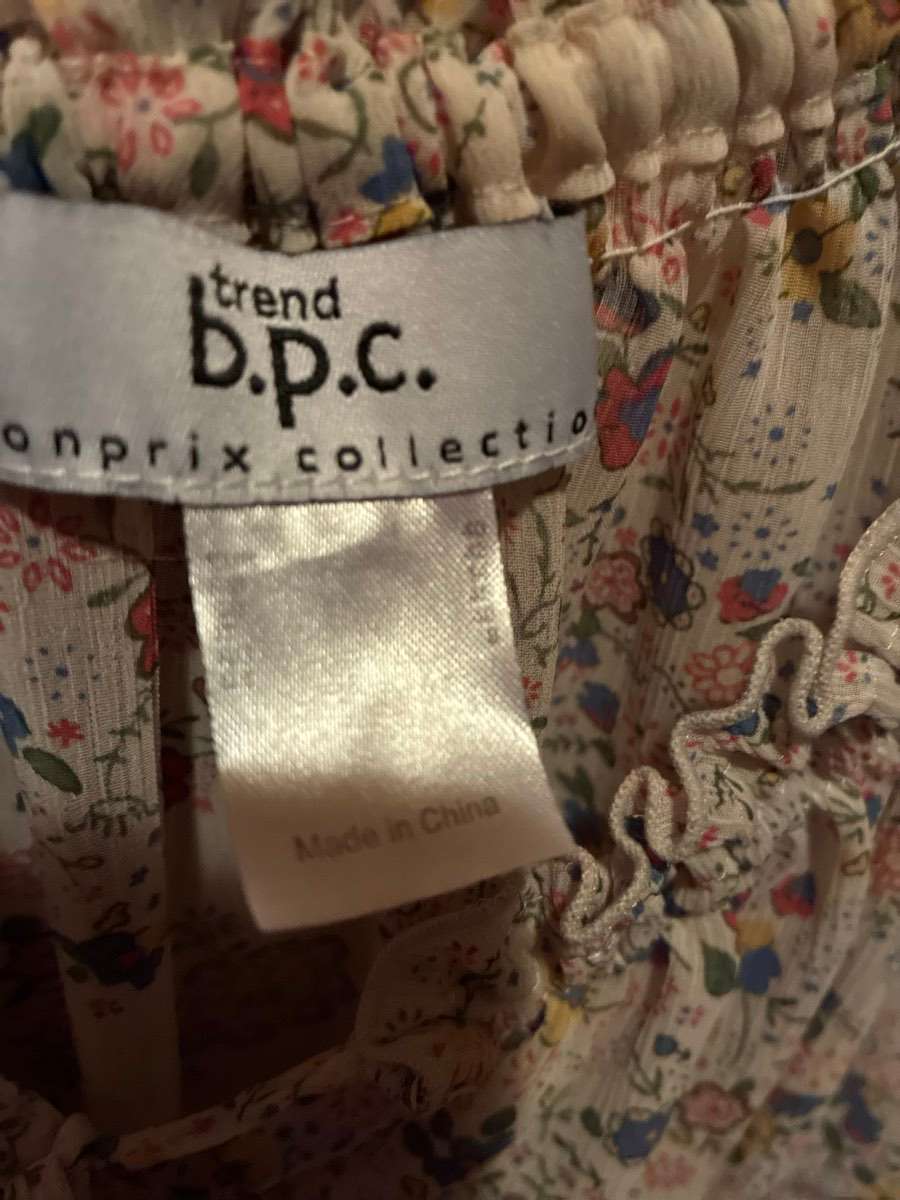 trend
b.p.c.
onprix collectio
Made in China